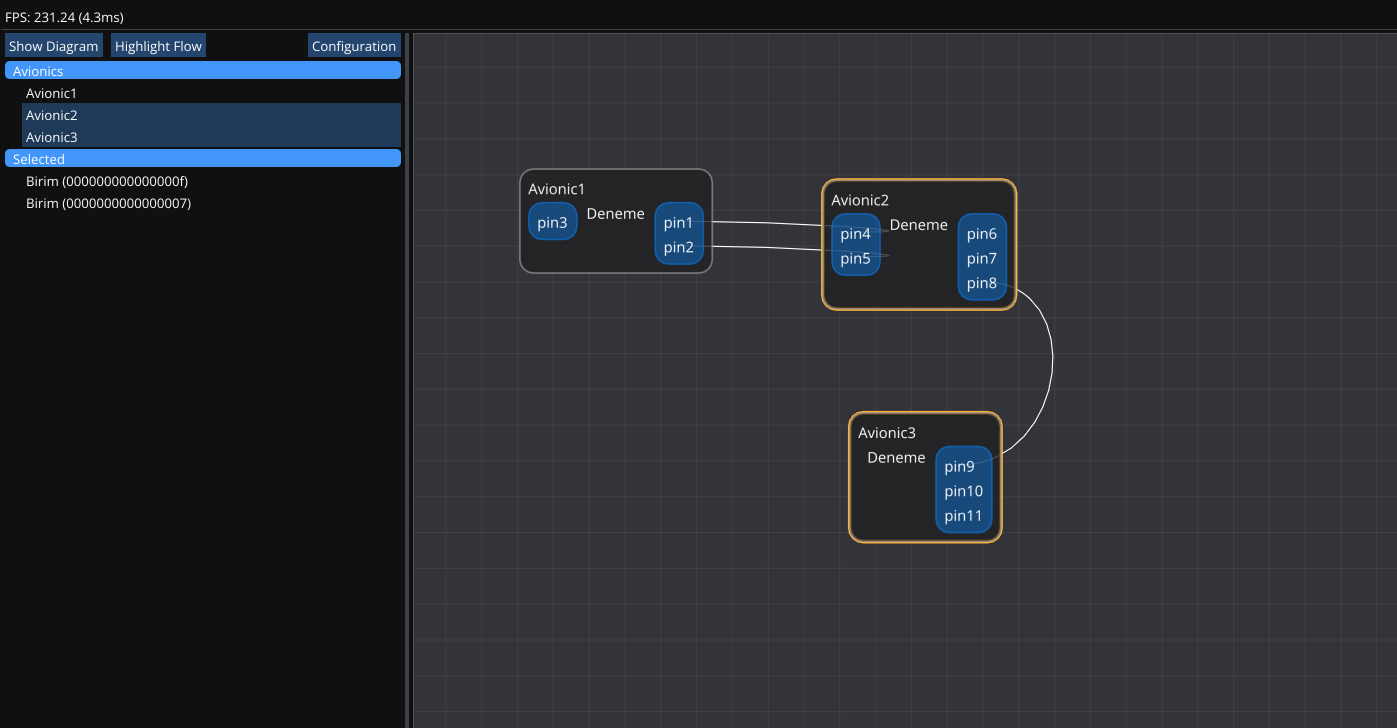 FPS: 231.24 (4.3ms)
Show Diagram Highlight Flow Configuration
Avionics
Avionic1
Avionic2
Avionic3
Selected
Birim (000000000000000f)
Birim (0000000000000007)
Avionic1
pin3 Deneme pin1
pin2
Avionic2
pin4 Deneme pin6
pin5 pin7
pin8
Avionic3
Deneme pin9
pin10
pin11